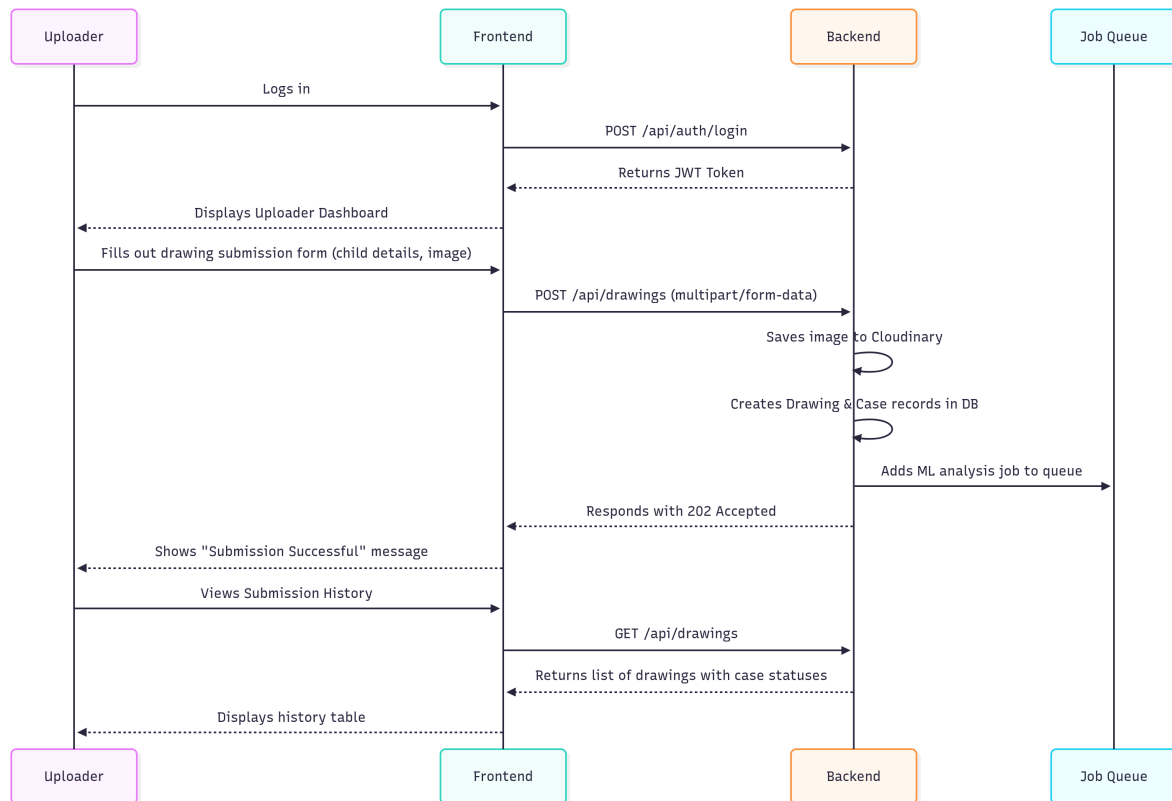 Uploader
Frontend
Backend
Job Queue
Logs in
POST /api/auth/login
Returns JWT Token
Displays Uploader Dashboard
Fills out drawing submission form (child details, image)
POST /api/drawings (multipart/form-data)
Saves image to Cloudinary
Creates Drawing & Case records in DB
Adds ML analysis job to queue
Responds with 202 Accepted
Shows "Submission Successful" message
Views Submission History
GET /api/drawings
Returns list of drawings with case statuses
Displays history table
Uploader
Frontend
Backend
Job Queue